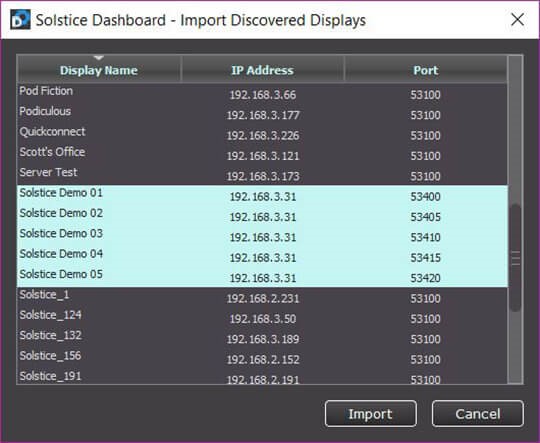 Solstice Dashboard - Import Discovered Displays
Display Name IP Address Port
Pod Fiction 192.168.3.66 53100
Podiculous 192.168.3.177 53100
Quickconnect 192.168.3.226 53100
Scott's Office 192.168.3.121 53100
Server Test 192.168.3.173 53100
Solstice Demo 01 192.168.3.31 53400
Solstice Demo 02 192.168.3.31 53405
Solstice Demo 03 192.168.3.31 53410
Solstice Demo 04 192.168.3.31 53415
Solstice Demo 05 192.168.3.31 53420
Solstice_1 192.168.2.231 53100
Solstice_124 192.168.3.50 53100
Solstice_132 192.168.3.189 53100
Solstice_156 192.168.2.152 53100
Solstice_191 192.168.2.191 53100
Import Cancel